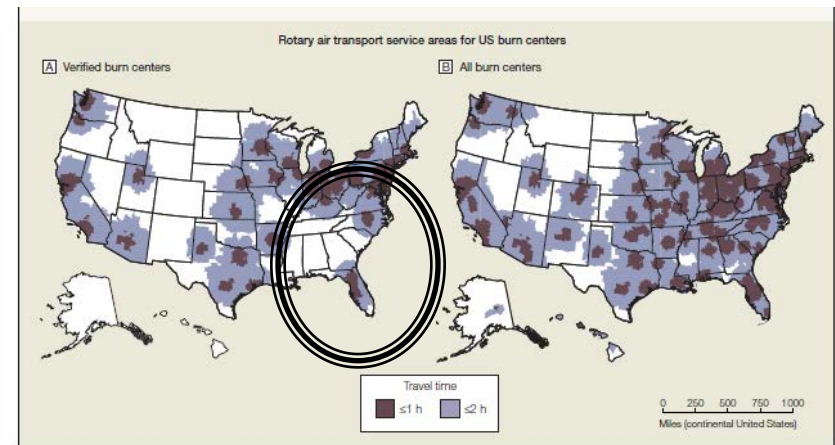 Rotary air transport service areas for US burn centers
A Verified burn centers
B All burn centers
Travel time
≤1 h
≤2 h
0 250 500 750 1000
Miles (continental United States)